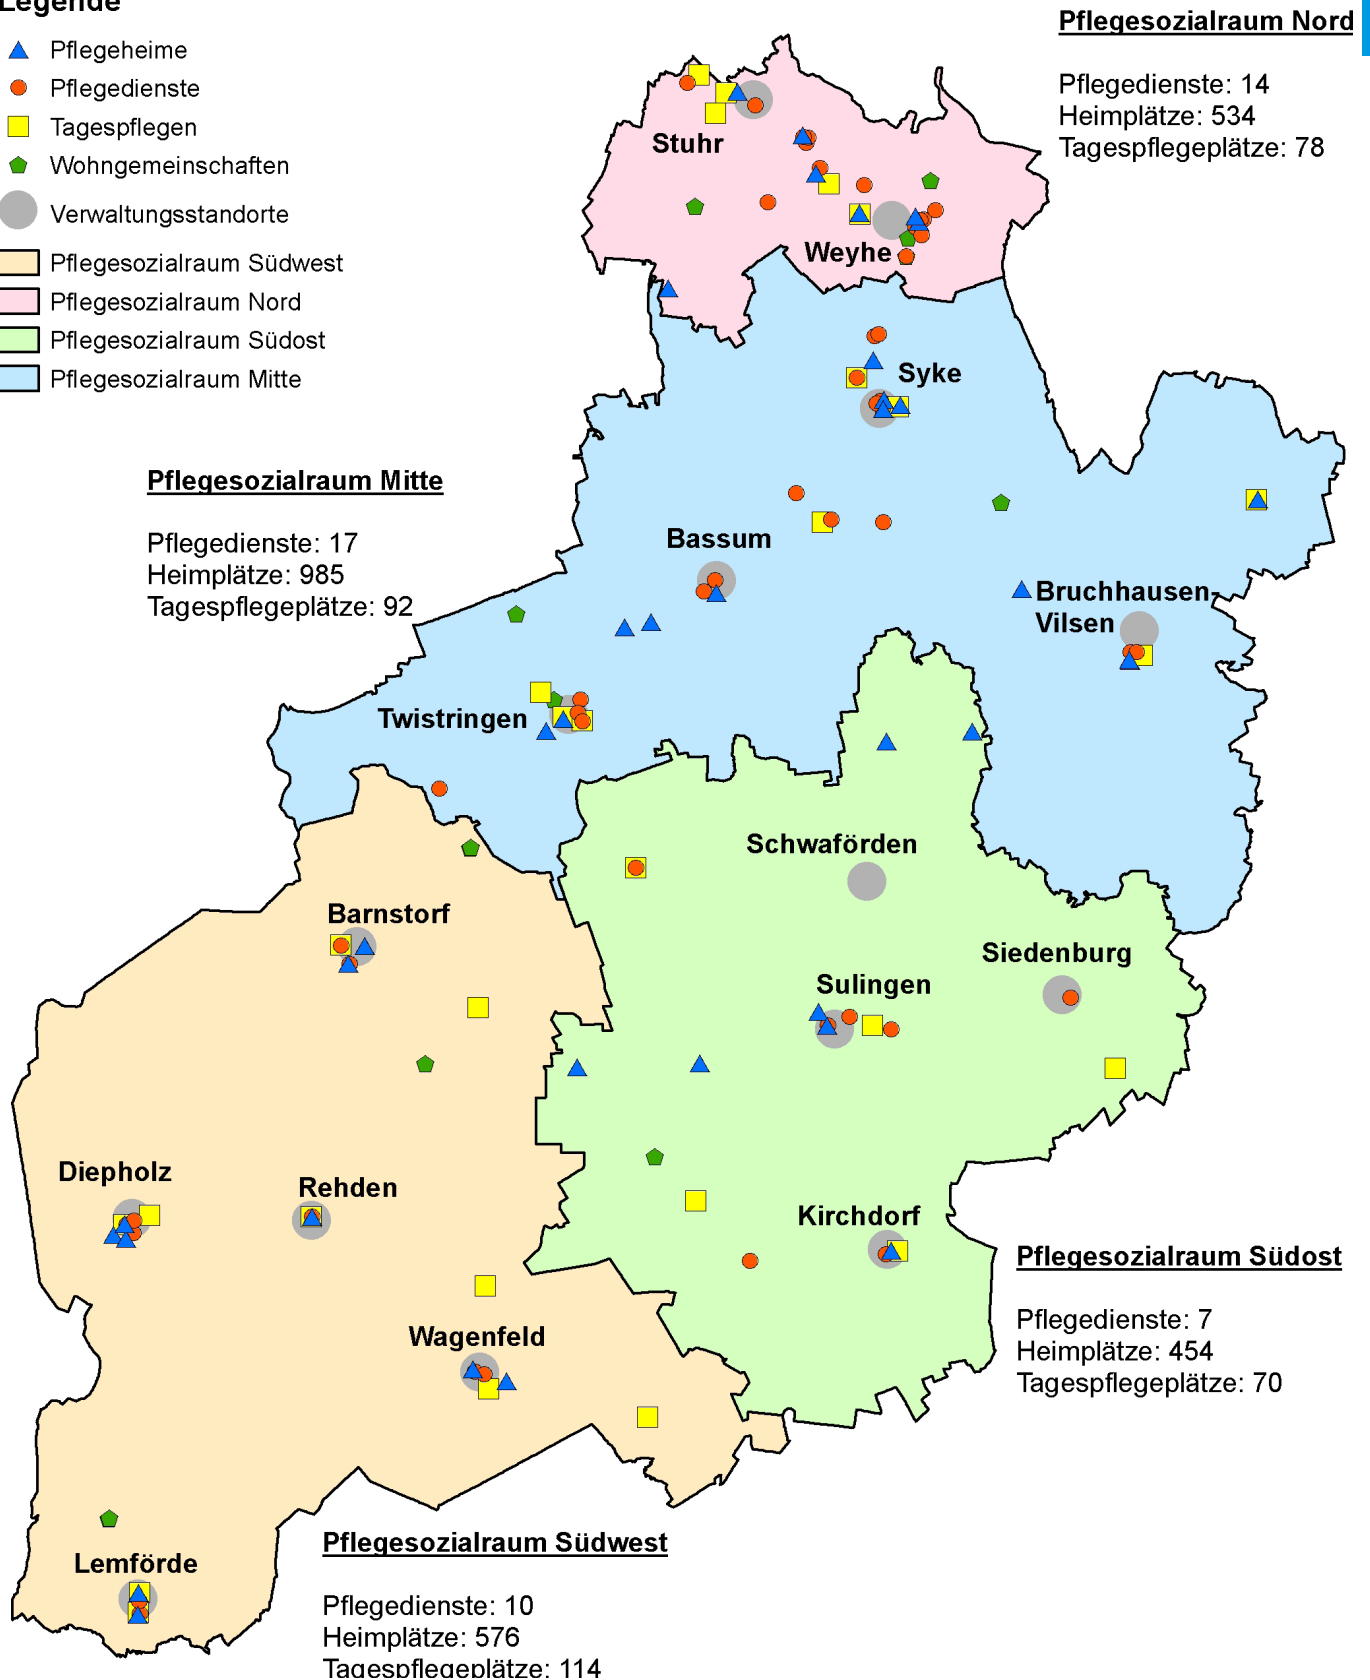 Legende
Pflegeheime
Pflegedienste
Tagespflegen
Wohngemeinschaften
Verwaltungsstandorte
Pflegesozialraum Südwest
Pflegesozialraum Nord
Pflegesozialraum Südost
Pflegesozialraum Mitte
Pflegesozialraum Nord
Pflegedienste: 14
Heimplätze: 534
Tagespflegeplätze: 78
Stuhr
Weyhe
Syke
Pflegesozialraum Mitte
Pflegedienste: 17
Heimplätze: 985
Tagespflegeplätze: 92
Bassum
Bruchhausen-
Vilsen
Twistringen
Schwaförden
Barnstorf
Siedenburg
Sulingen
Diepholz
Rehden
Kirchdorf
Pflegesozialraum Südost
Pflegedienste: 7
Heimplätze: 454
Tagespflegeplätze: 70
Wagenfeld
Lemförde
Pflegesozialraum Südwest
Pflegedienste: 10
Heimplätze: 576
Tagespflegeplätze: 114